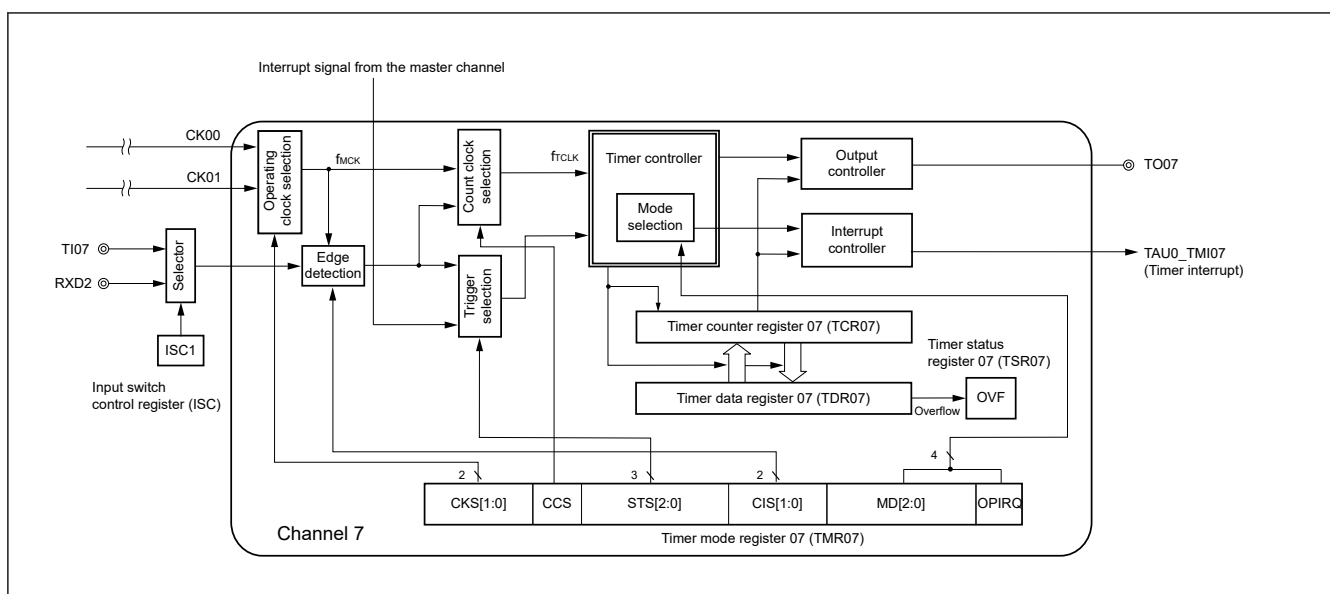 Interrupt signal from the master channel
CK00
CK01
Operating
clock selection
fMCK
Count clock
selection
fTCLK
Timer controller
Mode
selection
Output
controller
TO07
Interrupt
controller
TAU0_TMI07
(Timer interrupt)
TI07
RXD2
Selector
Edge
detection
Trigger
selection
ISC1
Input switch
control register (ISC)
Timer counter register 07 (TCR07)
Timer status
register 07 (TSR07)
Timer data register 07 (TDR07)
Overflow
OVF
2
3
2
4
CKS[1:0]
CCS
STS[2:0]
CIS[1:0]
MD[2:0]
OPIRQ
Channel 7
Timer mode register 07 (TMR07)